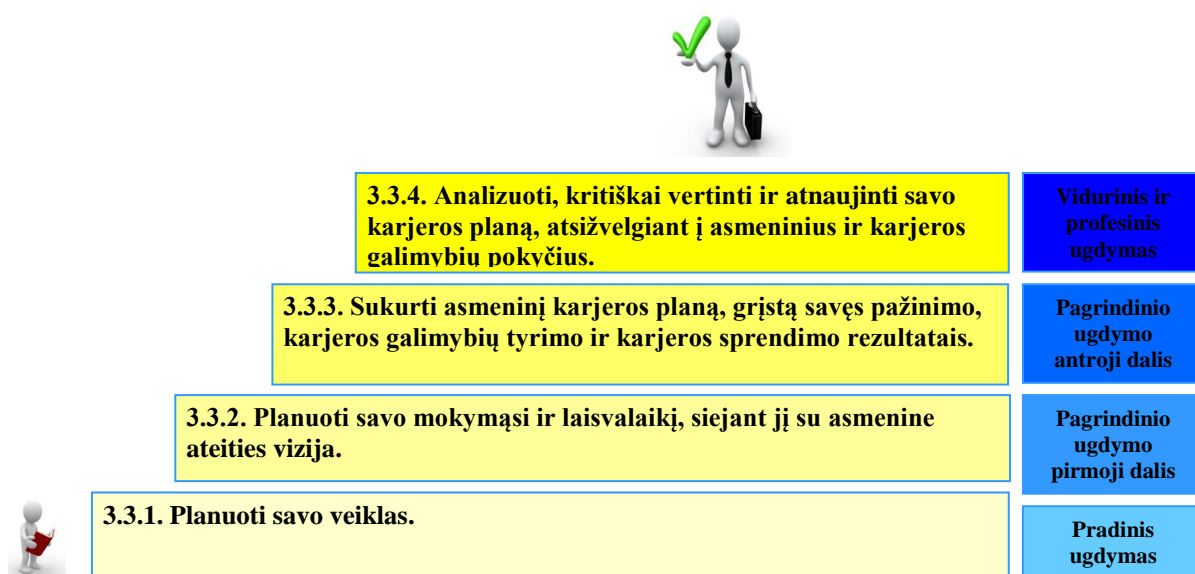 3.3.4. Analizuoti, kritiškai vertinti ir atnaujinti savo
karjeros planą, atsižvelgiant į asmeninius ir karjeros
galimybių pokyčius.
Vidurinis ir
profesinis
ugdymas
3.3.3. Sukurti asmeninį karjeros planą, grįstą savęs pažinimo,
karjeros galimybių tyrimo ir karjeros sprendimo rezultatais.
Pagrindinio
ugdymo
antroji dalis
3.3.2. Planuoti savo mokymąsi ir laisvalaikį, siejant jį su asmenine
ateities vizija.
Pagrindinio
ugdymo
pirmoji dalis
3.3.1. Planuoti savo veiklas.
Pradinis
ugdymas